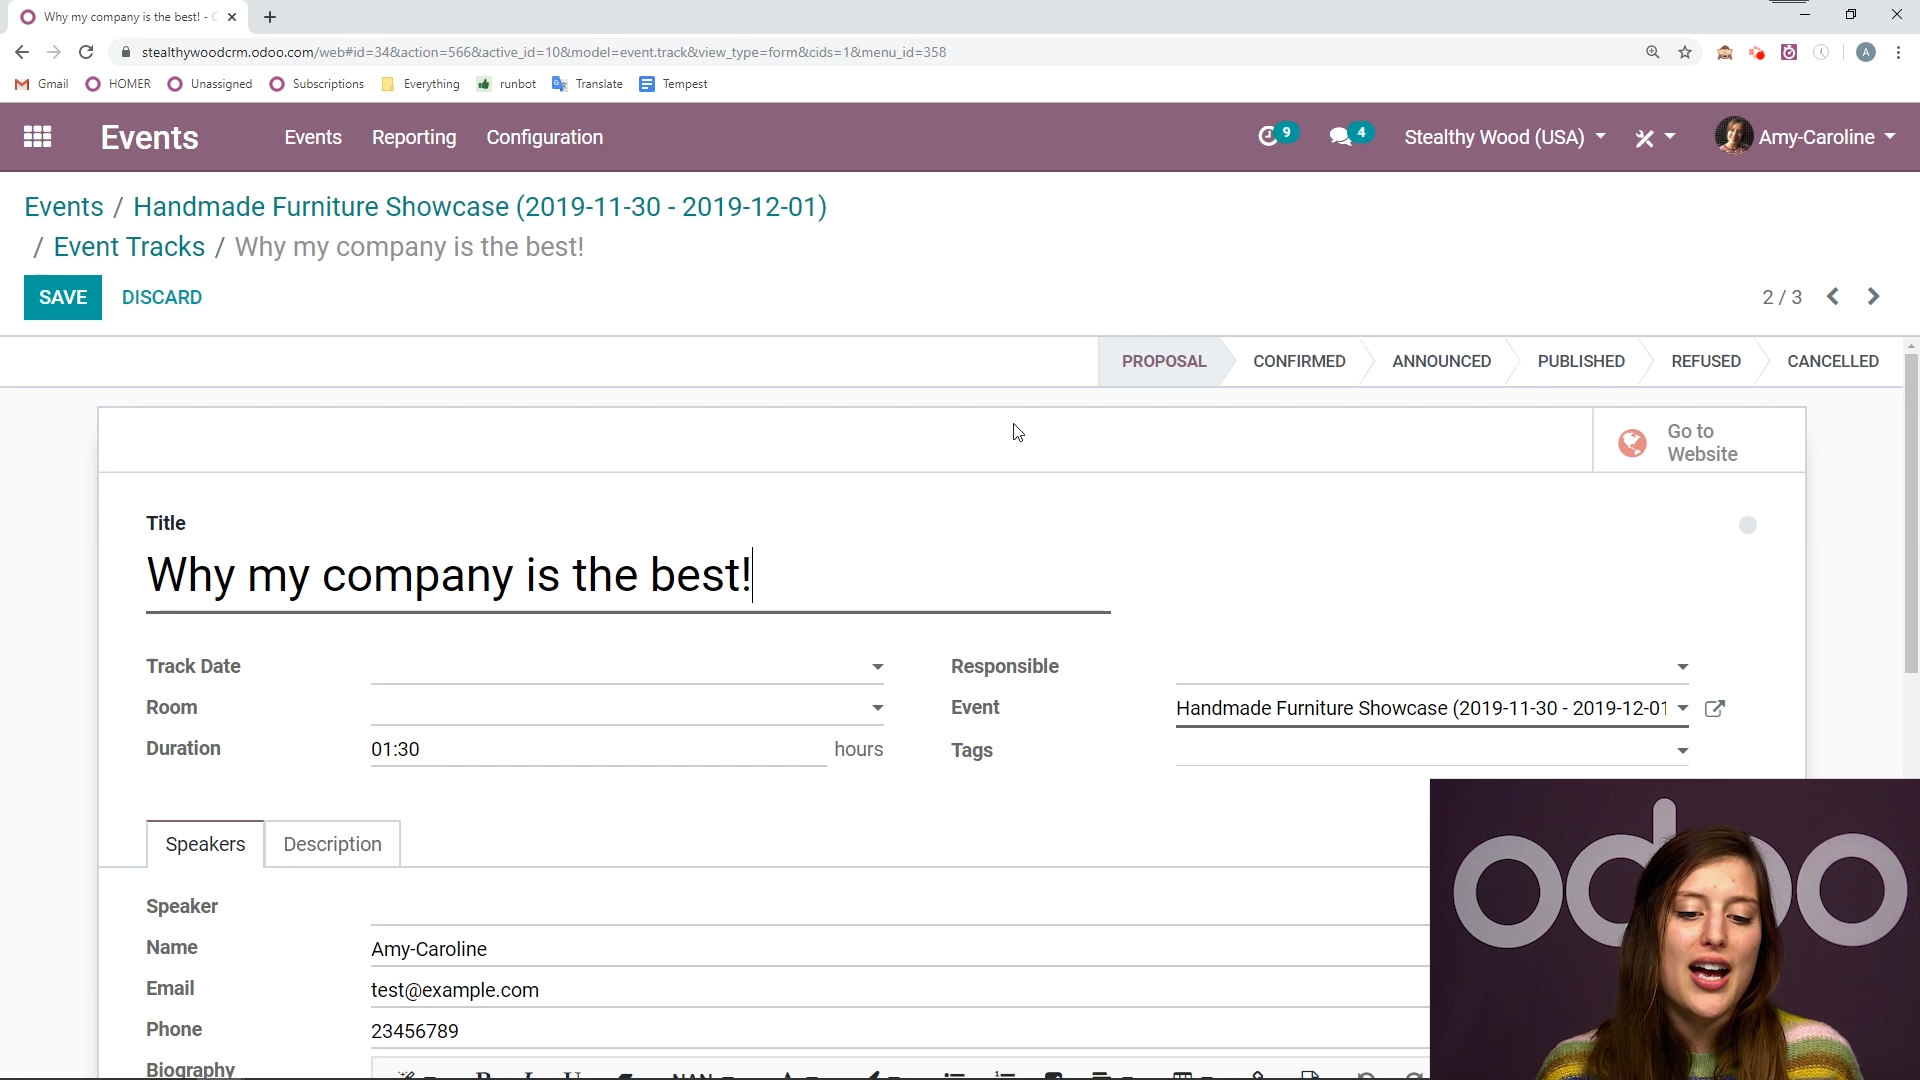 Why my company is the best! -
stealthywoodcrm.odoo.com/web#id=34&action=566&active_id=10&model=event.track&view_type=form&cids=1&menu_id=358
A
Gmail HOMER Unassigned Subscriptions Everything runbot Translate Tempest
Events Events Reporting Configuration 9 4 Stealthy Wood (USA) Amy-Caroline
Events / Handmade Furniture Showcase (2019-11-30 - 2019-12-01)
/ Event Tracks / Why my company is the best!
SAVE DISCARD 2 / 3
PROPOSAL CONFIRMED ANNOUNCED PUBLISHED REFUSED CANCELLED
Go to
Website
Title
Why my company is the best!
Track Date Responsible
Room Event Handmade Furniture Showcase (2019-11-30 - 2019-12-01
Duration 01:30 hours Tags
Speakers Description
Speaker
Name Amy-Caroline
Email test@example.com
Phone 23456789
Biography
odoo